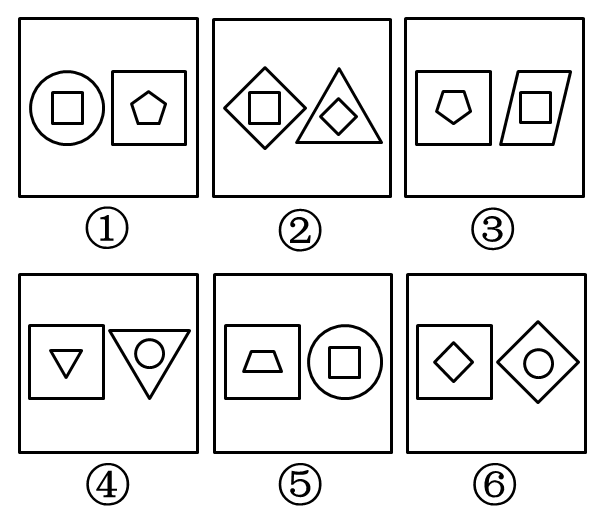 ① ② ③
④ ⑤ ⑥